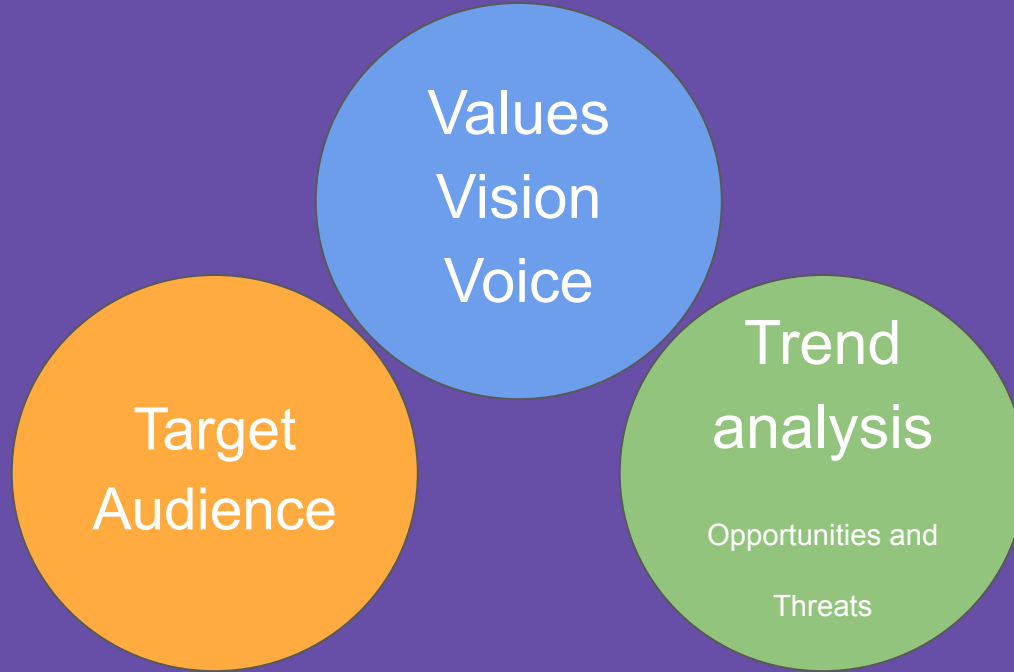 Values
Vision
Voice
Target
Audience
Trend
analysis
Opportunities and
Threats